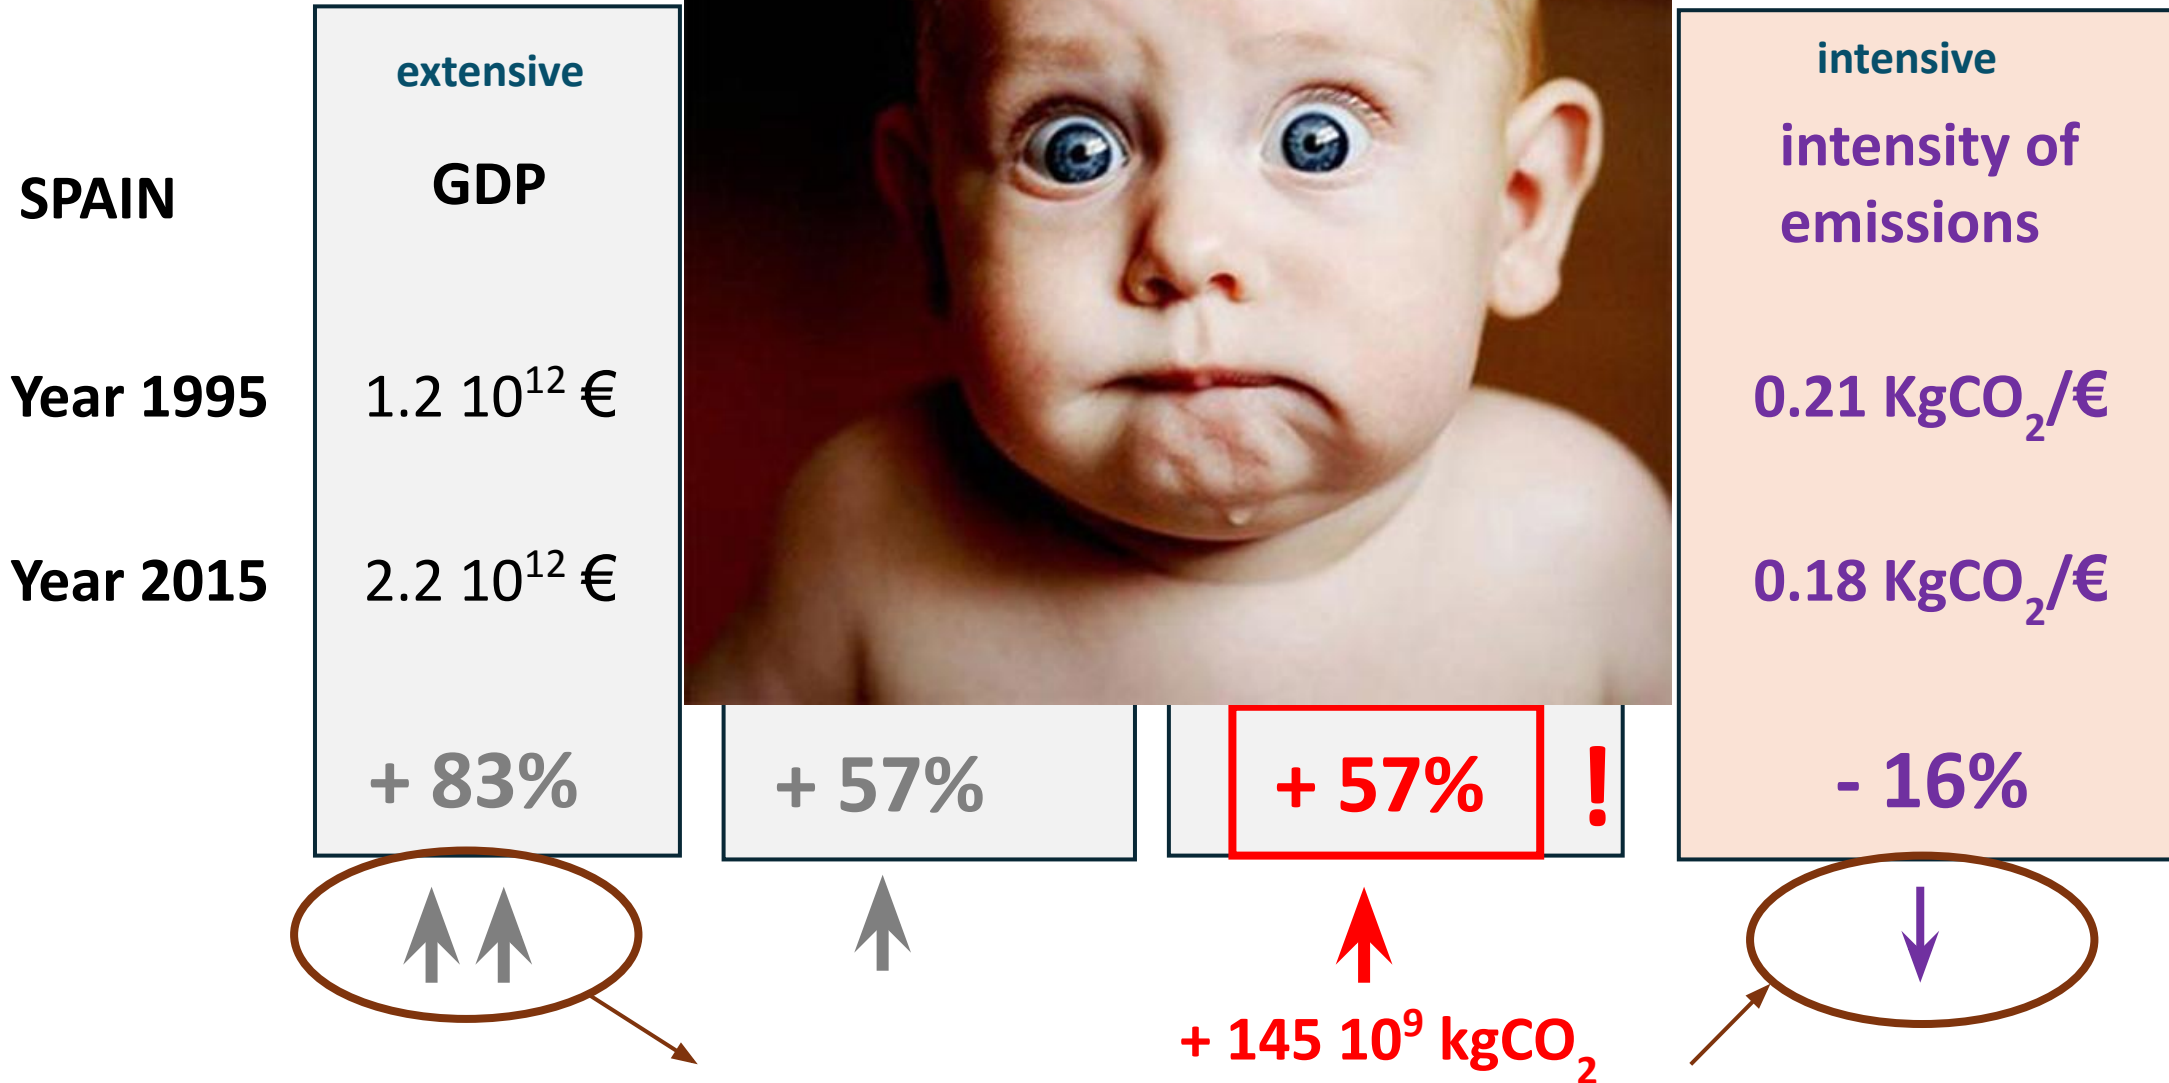 extensive
intensive
SPAIN
GDP
intensity of
emissions
Year 1995
1.2 10¹² €
0.21 KgCO₂/€
Year 2015
2.2 10¹² €
0.18 KgCO₂/€
+ 83%
+ 57%
+ 57%
!
- 16%
+ 145 10⁹ kgCO₂